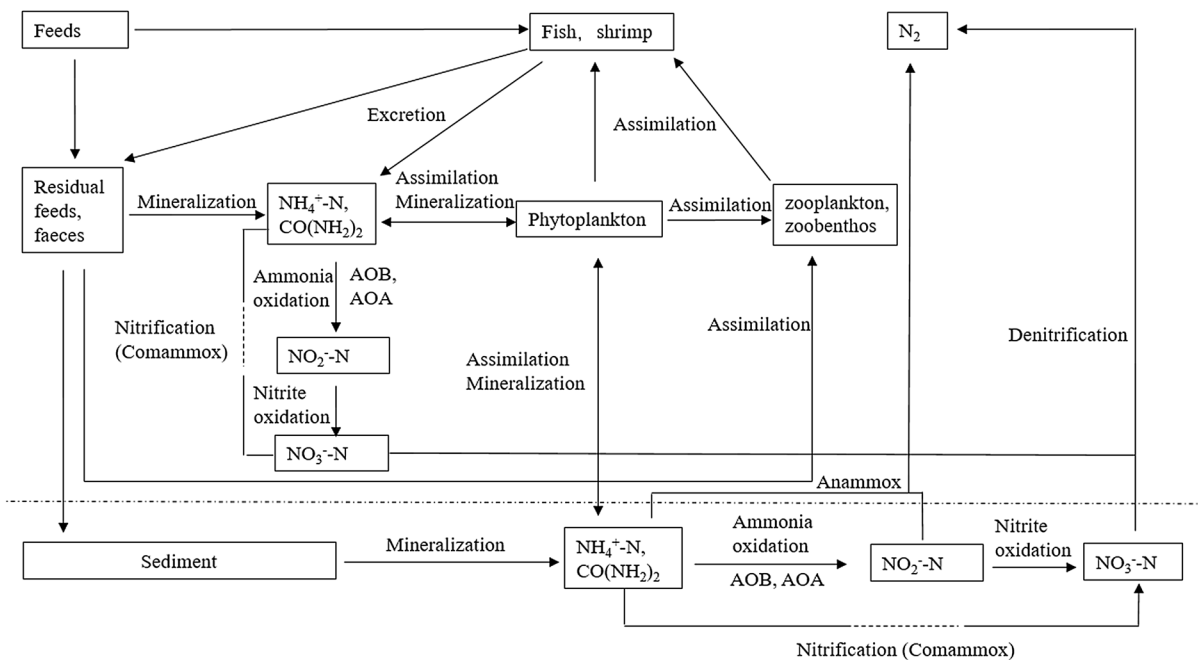 Feeds
Fish, shrimp
N₂
Excretion
Assimilation
Residual
feeds,
faeces
Mineralization
NH₄⁺-N,
CO(NH₂)₂
Assimilation
Mineralization
Phytoplankton
Assimilation
zooplankton,
zoobenthos
Ammonia
oxidation
AOB,
AOA
Nitrification
(Comammox)
NO₂⁻-N
Assimilation
Denitrification
Assimilation
Mineralization
Nitrite
oxidation
NO₃⁻-N
Anammox
Sediment
Mineralization
NH₄⁺-N,
CO(NH₂)₂
Ammonia
oxidation
AOB, AOA
NO₂⁻-N
Nitrite
oxidation
NO₃⁻-N
Nitrification (Comammox)